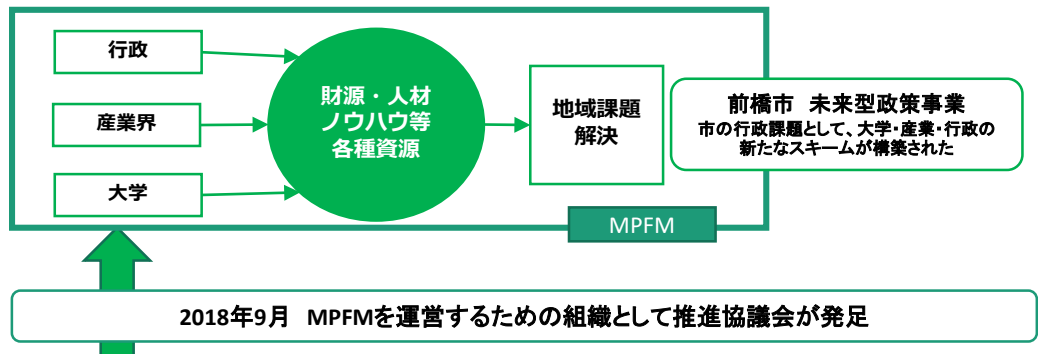 行政
産業界
大学
財源・人材
ノウハウ等
各種資源
地域課題
解決
前橋市　未来型政策事業
市の行政課題として、大学・産業・行政の
新たなスキームが構築された
MPFM
2018年9月　MPFMを運営するための組織として推進協議会が発足